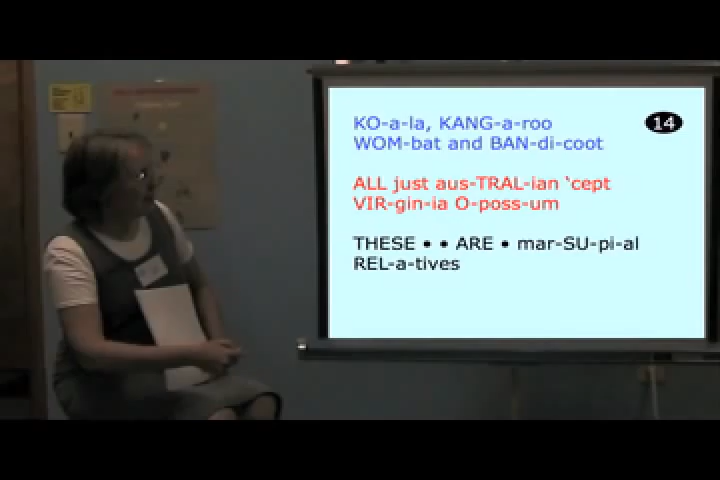 KO-a-la, KANG-a-roo
14
WOM-bat and BAN-di-coot
ALL just aus-TRAL-ian ‘cept
VIR-gin-ia O-poss-um
THESE • • ARE • mar-SU-pi-al
REL-a-tives